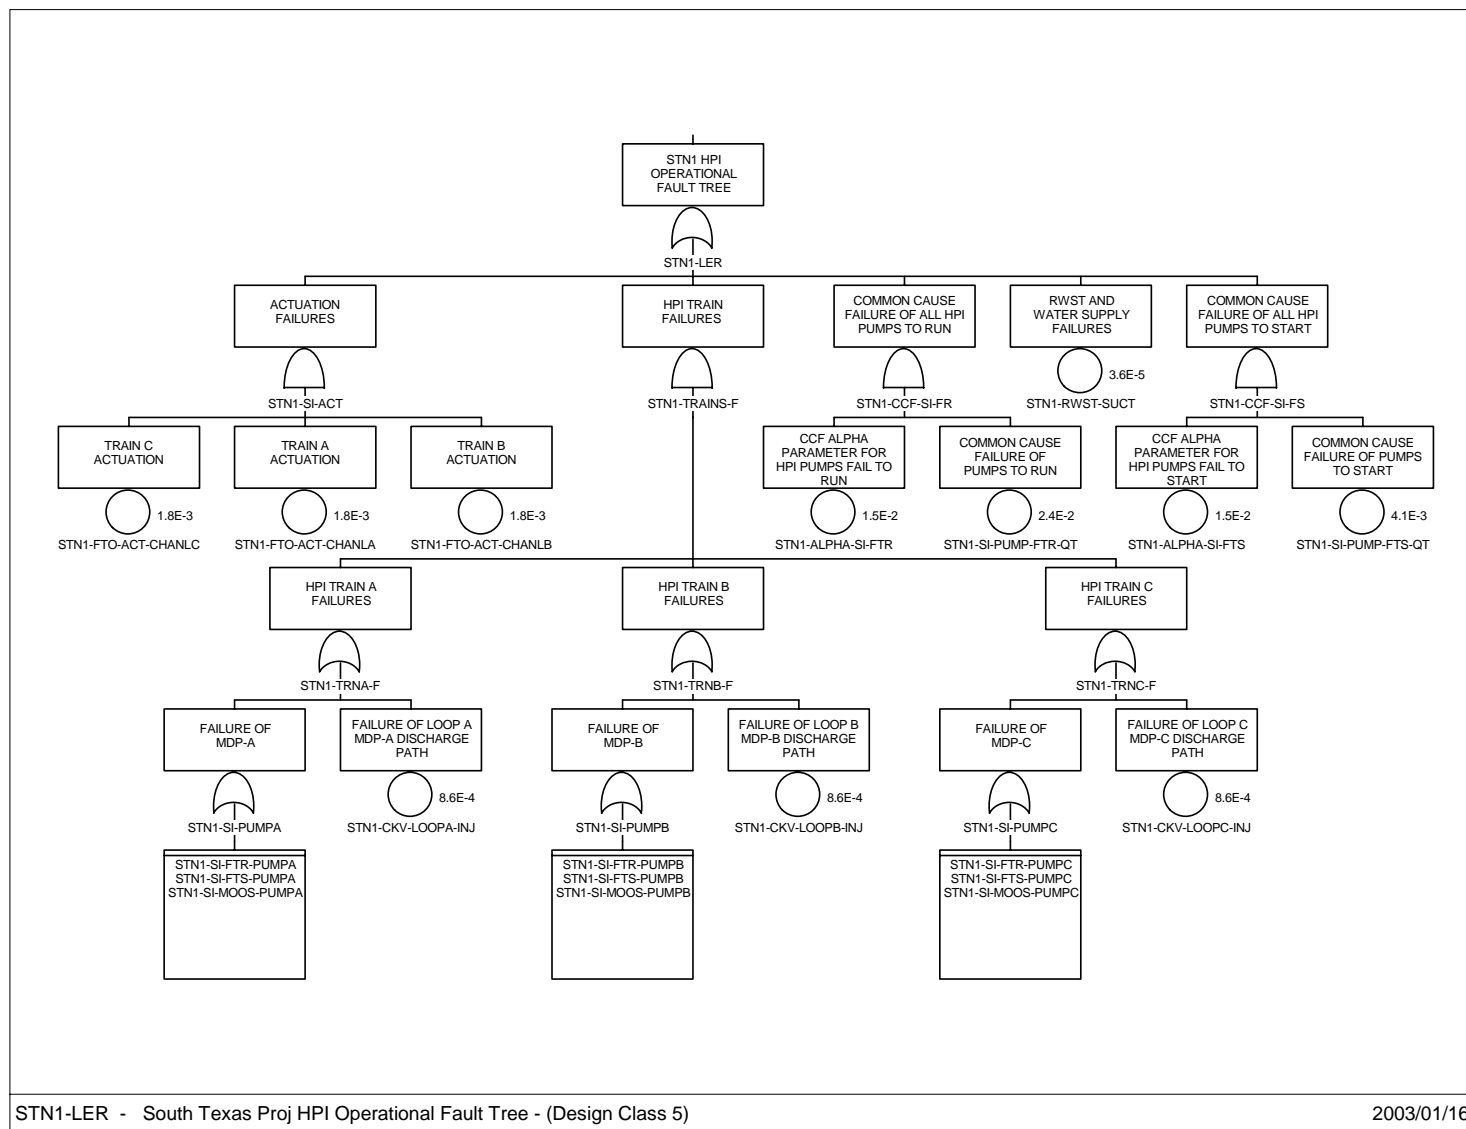 STN1 HPI
OPERATIONAL
FAULT TREE
STN1-LER
ACTUATION
FAILURES
HPI TRAIN
FAILURES
COMMON CAUSE
FAILURE OF ALL HPI
PUMPS TO RUN
RWST AND
WATER SUPPLY
FAILURES
COMMON CAUSE
FAILURE OF ALL HPI
PUMPS TO START
STN1-SI-ACT
STN1-TRAINS-F
STN1-CCF-SI-FR
3.6E-5
STN1-RWST-SUCT
STN1-CCF-SI-FS
TRAIN C
ACTUATION
TRAIN A
ACTUATION
TRAIN B
ACTUATION
CCF ALPHA
PARAMETER FOR
HPI PUMPS FAIL TO
RUN
COMMON CAUSE
FAILURE OF
PUMPS TO RUN
CCF ALPHA
PARAMETER FOR
HPI PUMPS FAIL TO
START
COMMON CAUSE
FAILURE OF PUMPS
TO START
1.8E-3
STN1-FTO-ACT-CHANLC
1.8E-3
STN1-FTO-ACT-CHANLA
1.8E-3
STN1-FTO-ACT-CHANLB
1.5E-2
STN1-ALPHA-SI-FTR
2.4E-2
STN1-SI-PUMP-FTR-QT
1.5E-2
STN1-ALPHA-SI-FTS
4.1E-3
STN1-SI-PUMP-FTS-QT
HPI TRAIN A
FAILURES
HPI TRAIN B
FAILURES
HPI TRAIN C
FAILURES
STN1-TRNA-F
STN1-TRNB-F
STN1-TRNC-F
FAILURE OF
MDP-A
FAILURE OF LOOP A
MDP-A DISCHARGE
PATH
FAILURE OF
MDP-B
FAILURE OF LOOP B
MDP-B DISCHARGE
PATH
FAILURE OF
MDP-C
FAILURE OF LOOP C
MDP-C DISCHARGE
PATH
STN1-SI-PUMPA
8.6E-4
STN1-CKV-LOOPA-INJ
STN1-SI-PUMPB
8.6E-4
STN1-CKV-LOOPB-INJ
STN1-SI-PUMPC
8.6E-4
STN1-CKV-LOOPC-INJ
STN1-SI-FTR-PUMPA
STN1-SI-FTS-PUMPA
STN1-SI-MOOS-PUMPA
STN1-SI-FTR-PUMPB
STN1-SI-FTS-PUMPB
STN1-SI-MOOS-PUMPB
STN1-SI-FTR-PUMPC
STN1-SI-FTS-PUMPC
STN1-SI-MOOS-PUMPC
STN1-LER - South Texas Proj HPI Operational Fault Tree - (Design Class 5)
2003/01/16